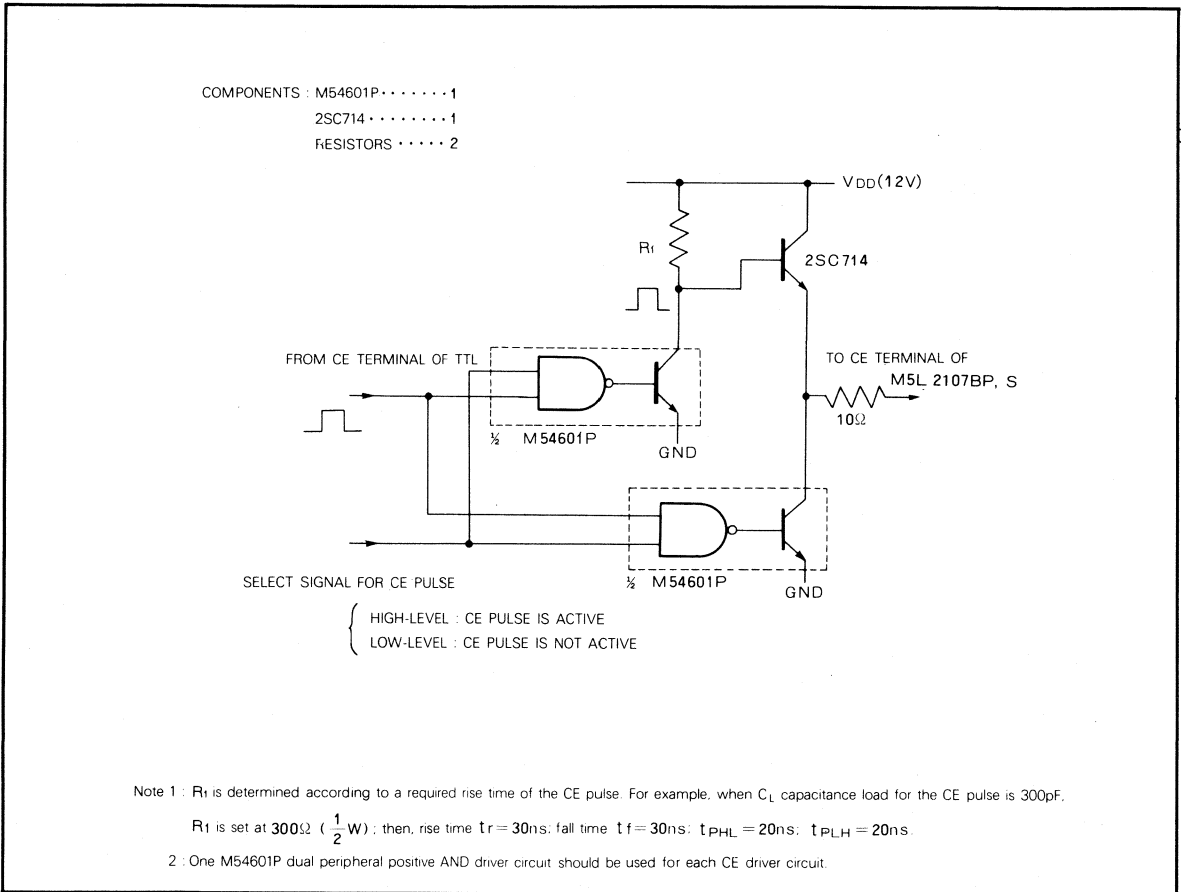 COMPONENTS : M54601P · · · · · · · 1
2SC714 · · · · · · · · 1
RESISTORS · · · · · 2
VDD(12V)
R1
2SC714
FROM CE TERMINAL OF TTL
TO CE TERMINAL OF
M5L 2107BP, S
10Ω
½ M54601P
GND
SELECT SIGNAL FOR CE PULSE
½ M54601P
GND
HIGH-LEVEL : CE PULSE IS ACTIVE
LOW-LEVEL : CE PULSE IS NOT ACTIVE
Note 1 : R1 is determined according to a required rise time of the CE pulse. For example, when CL capacitance load for the CE pulse is 300pF,
R1 is set at 300Ω (1/2W) ; then, rise time tr = 30ns; fall time tf = 30ns; tPHL = 20ns; tPLH = 20ns.
2 : One M54601P dual peripheral positive AND driver circuit should be used for each CE driver circuit.